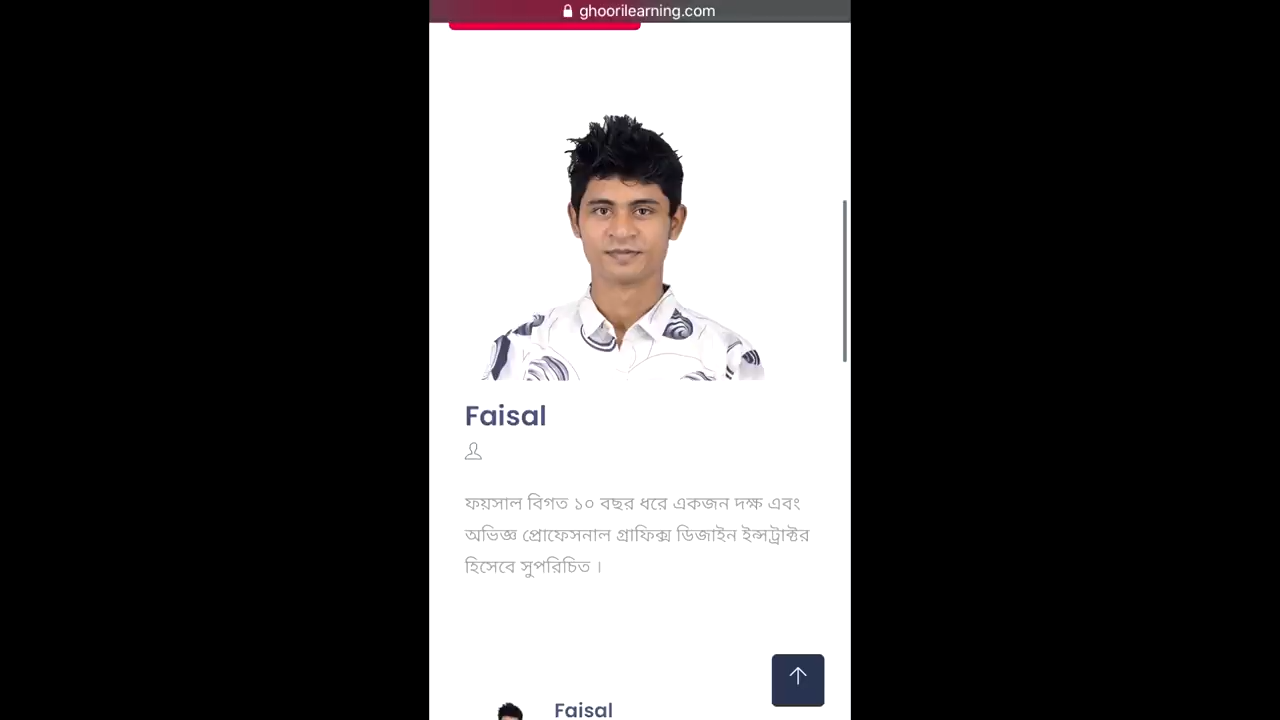 ghoorilearning.com
Faisal
ফয়সাল বিগত ১০ বছর ধরে একজন দক্ষ এবং
অভিজ্ঞ প্রোফেসনাল গ্রাফিক্স ডিজাইন ইন্সট্রাক্টর
হিসেবে সুপরিচিত ।
Faisal